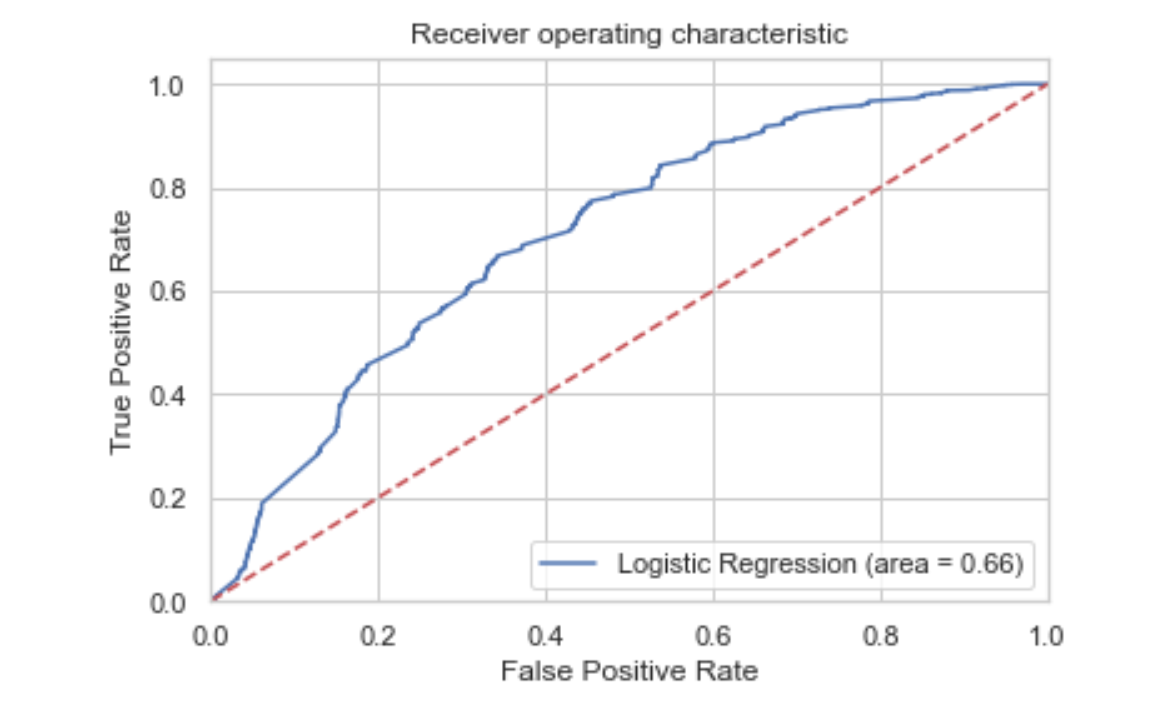 Receiver operating characteristic
1.0
0.8
0.6
0.4
0.2
0.0
True Positive Rate
Logistic Regression (area = 0.66)
0.0 0.2 0.4 0.6 0.8 1.0
False Positive Rate